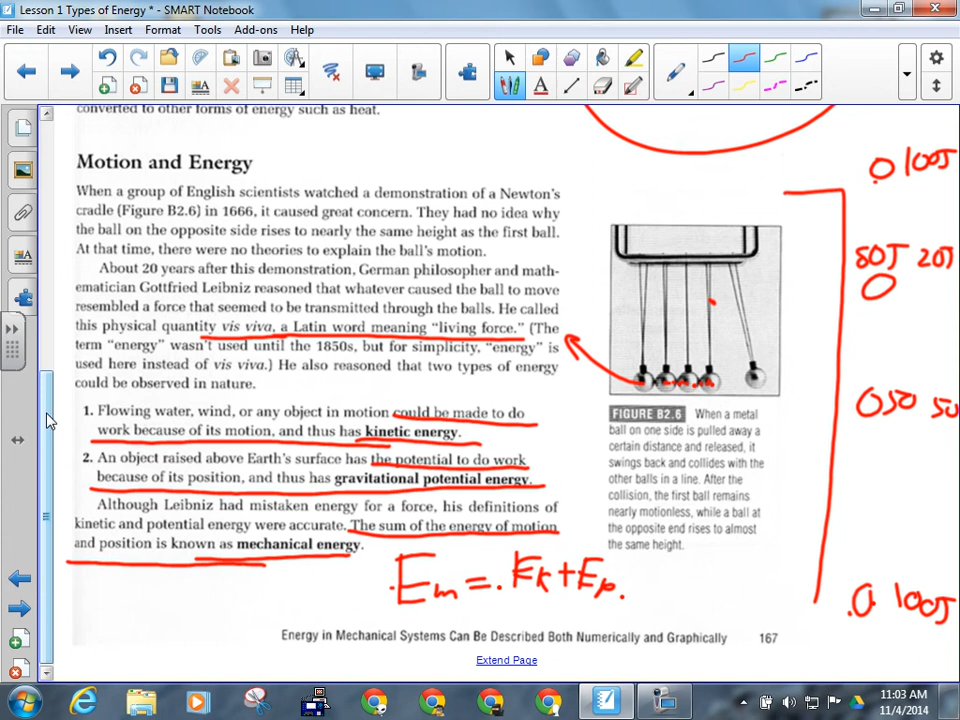 Lesson 1 Types of Energy * - SMART Notebook
File Edit View Insert Format Tools Add-ons Help
converted to other forms of energy such as heat.
Motion and Energy
When a group of English scientists watched a demonstration of a Newton's
cradle (Figure B2.6) in 1666, it caused great concern. They had no idea why
the ball on the opposite side rises to nearly the same height as the first ball.
At that time, there were no theories to explain the ball's motion.
About 20 years after this demonstration, German philosopher and math-
ematician Gottfried Leibniz reasoned that whatever caused the ball to move
resembled a force that seemed to be transmitted through the balls. He called
this physical quantity vis viva, a Latin word meaning "living force." (The
term "energy" wasn't used until the 1850s, but for simplicity, "energy" is
used here instead of vis viva.) He also reasoned that two types of energy
could be observed in nature.
1. Flowing water, wind, or any object in motion could be made to do
work because of its motion, and thus has kinetic energy.
2. An object raised above Earth's surface has the potential to do work
because of its position, and thus has gravitational potential energy.
Although Leibniz had mistaken energy for a force, his definitions of
kinetic and potential energy were accurate. The sum of the energy of motion
and position is known as mechanical energy.
Em = Ek + Ep
FIGURE B2.6 When a metal
ball on one side is pulled away a
certain distance and released, it
swings back and collides with the
other balls in a line. After the
collision, the first ball remains
nearly motionless, while a ball at
the opposite end rises to almost
the same height.
0 100J
80J 20J
0
0 50 50
0 100J
Energy in Mechanical Systems Can Be Described Both Numerically and Graphically 167
Extend Page
11:03 AM
11/4/2014